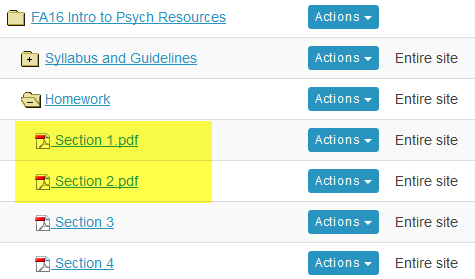 FA16 Intro to Psych Resources Actions
Syllabus and Guidelines Actions Entire site
Homework Actions Entire site
Section 1.pdf Actions Entire site
Section 2.pdf Actions Entire site
Section 3 Actions Entire site
Section 4 Actions Entire site